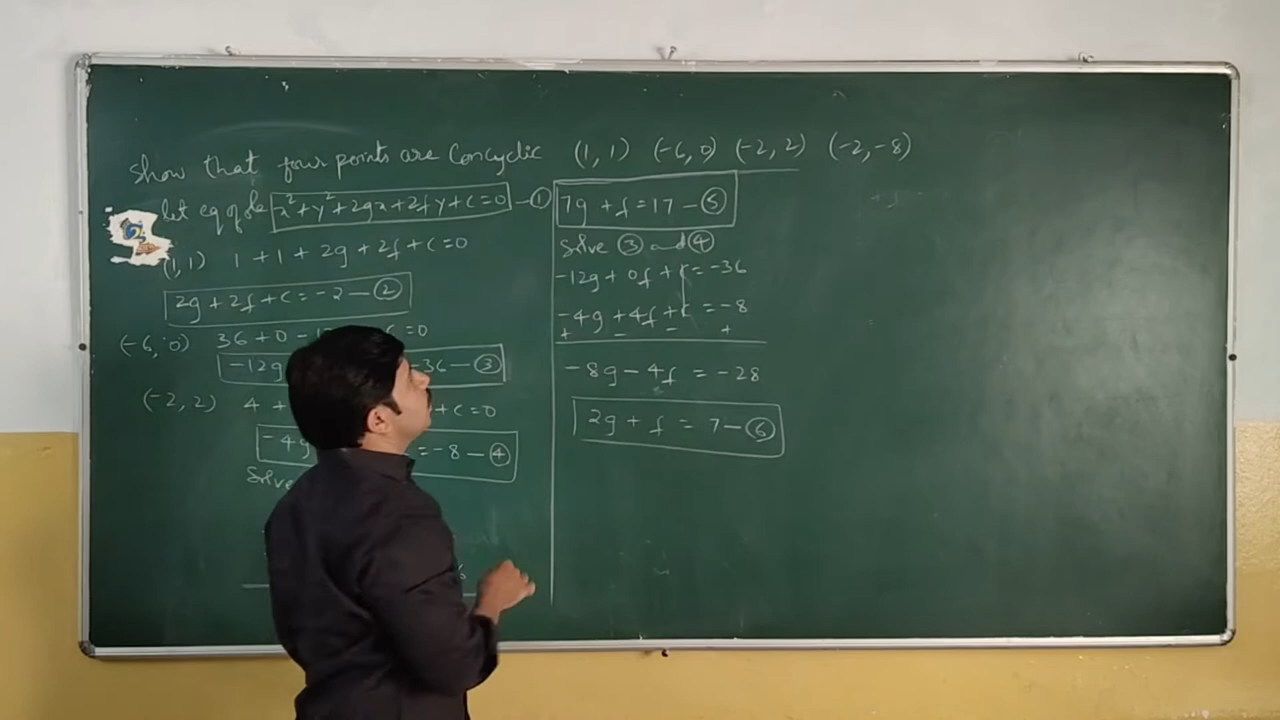 show that four points are Concyclic (1, 1) (-6, 0) (-2, 2) (-2, -8)
let eq of be x²+y²+2gx+2fy+c=0 - ①
(1, 1) 1 + 1 + 2g + 2f + c = 0
2g + 2f + c = -2 - ②
(-6, 0) 36 + 0 - =0
-12g -36 - ③
(-2, 2) 4 + + c = 0
-4g = -8 - ④
Solve
6
7g + f = 17 - ⑤
Solve ③ and ④
-12g + 0f + c = -36
-4g + 4f + c = -8
+ - - +
-8g - 4f = -28
2g + f = 7 - ⑥